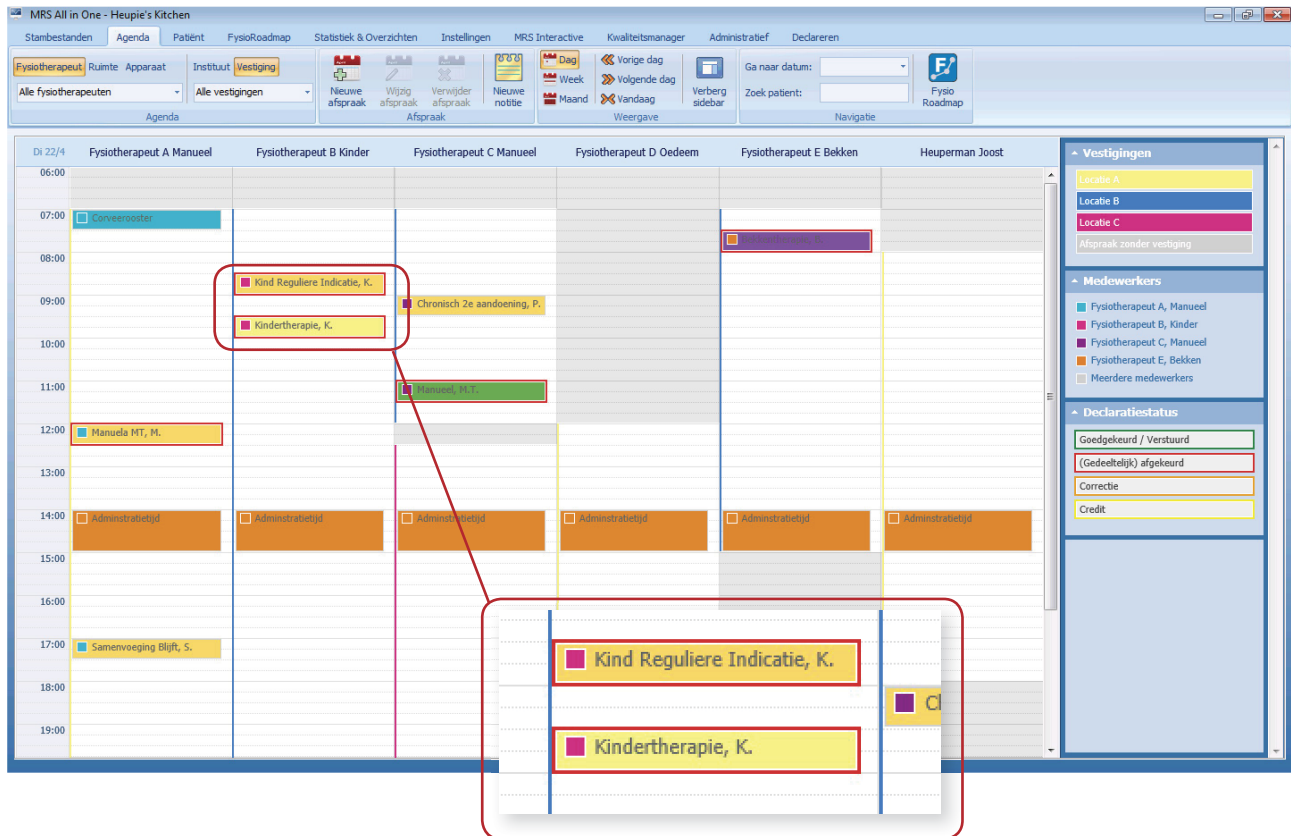 MRS All in One - Heupie's Kitchen
Stambestanden Agenda Patiënt FysioRoadmap Statistiek & Overzichten Instellingen MRS Interactive Kwaliteitsmanager Administratief Declareren
Fysiotherapeut Ruimte Apparaat Instituut Vestiging
Alle fysiotherapeuten Alle vestigingen
Agenda
Nieuwe afspraak
Wijzig afspraak
Verwijder afspraak
Nieuwe notitie
Afspraak
Dag
Week
Maand
Vorige dag
Volgende dag
Vandaag
Verberg sidebar
Weergave
Ga naar datum:
Zoek patient:
Fysio Roadmap
Navigatie
Di 22/4 Fysiotherapeut A Manueel Fysiotherapeut B Kinder Fysiotherapeut C Manueel Fysiotherapeut D Oedeem Fysiotherapeut E Bekken Heuperman Joost
06:00
07:00 Corveerooster
08:00
Kind Reguliere Indicatie, K.
09:00 Chronisch 2e aandoening, P.
Kindertherapie, K.
10:00
11:00 Manueel, M.T.
12:00 Manuela MT, M.
13:00
14:00 Adminstratietijd Adminstratietijd Adminstratietijd Adminstratietijd Adminstratietijd Adminstratietijd
15:00
16:00
17:00 Samenvoeging Blijft, S.
18:00
19:00
Vestigingen
Locatie A
Locatie B
Locatie C
Afspraak zonder vestiging
Medewerkers
Fysiotherapeut A, Manueel
Fysiotherapeut B, Kinder
Fysiotherapeut C, Manueel
Fysiotherapeut E, Bekken
Meerdere medewerkers
Declaratiestatus
Goedgekeurd / Verstuurd
(Gedeeltelijk) afgekeurd
Correctie
Credit
Kind Reguliere Indicatie, K.
Kindertherapie, K.